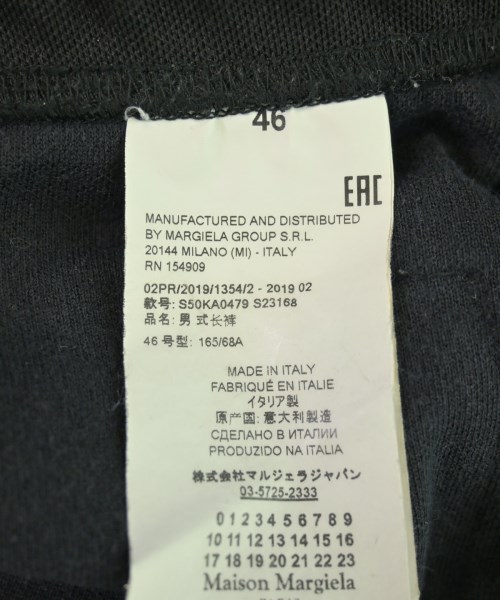 46
EAC
MANUFACTURED AND DISTRIBUTED
BY MARGIELA GROUP S.R.L.
20144 MILANO (MI) - ITALY
RN 154909
02PR/2019/1354/2 - 2019 02
款号: S50KA0479 S23168
品名: 男 式长裤
46 号型: 165/68A
MADE IN ITALY
FABRIQUÉ EN ITALIE
イタリア製
原产国: 意大利製造
СДЕЛАНО В ИТАЛИИ
PRODUZIDO NA ITALIA
株式会社マルジェラジャパン
03-5725-2333
0 1 2 3 4 5 6 7 8 9
10 11 12 13 14 15 16
17 18 19 20 21 22 23
Maison Margiela